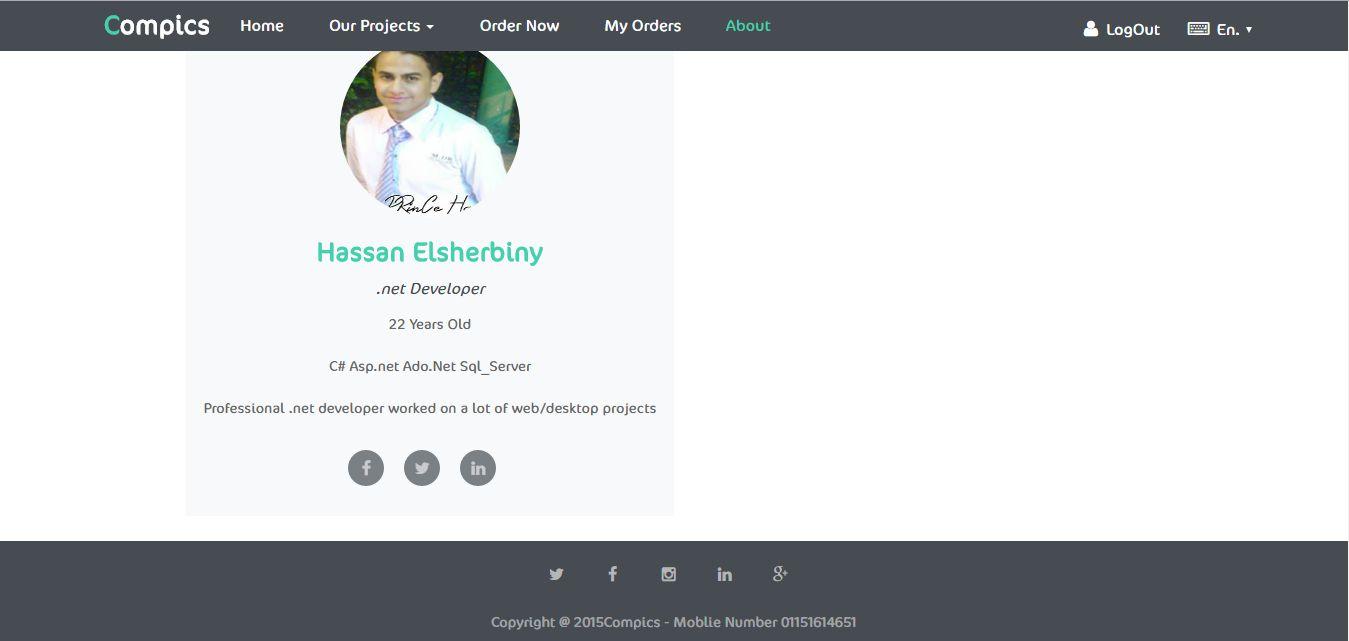 Compics Home Our Projects Order Now My Orders About LogOut En.
PRinCe
Hassan Elsherbiny
.net Developer
22 Years Old
C# Asp.net Ado.Net Sql_Server
Professional .net developer worked on a lot of web/desktop projects
Copyright @ 2015Compics - Moblie Number 01151614651